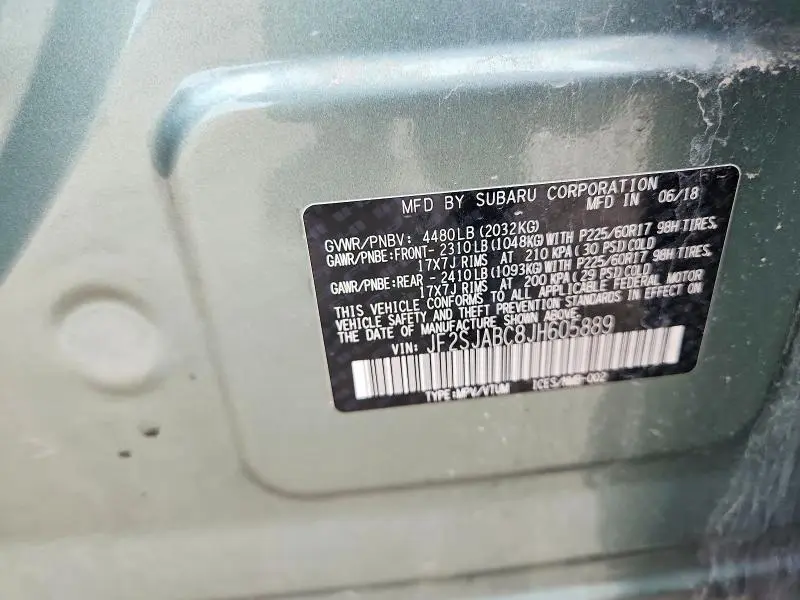 MFD BY SUBARU CORPORATION
MFD IN 06/18
GVWR/PNBV: 4480LB (2032KG)
GAWR/PNBE:FRONT- 2310LB (1048KG)WITH P225/60R17 98H TIRES,
17X7J RIMS AT 210 KPA (30 PSI)COLD
GAWR/PNBE:REAR - 2410LB (1093KG)WITH P225/60R17 98H TIRES,
17X7J RIMS AT 200 KPA (29 PSI)COLD
THIS VEHICLE CONFORMS TO ALL APPLICABLE FEDERAL MOTOR
VEHICLE SAFETY AND THEFT PREVENTION STANDARDS IN EFFECT ON
THE DATE OF MANUFACTURE SHOWN ABOVE.
VIN: JF2SJABC8JH605889
TYPE:MPV/VTUM ICES/NMB-002